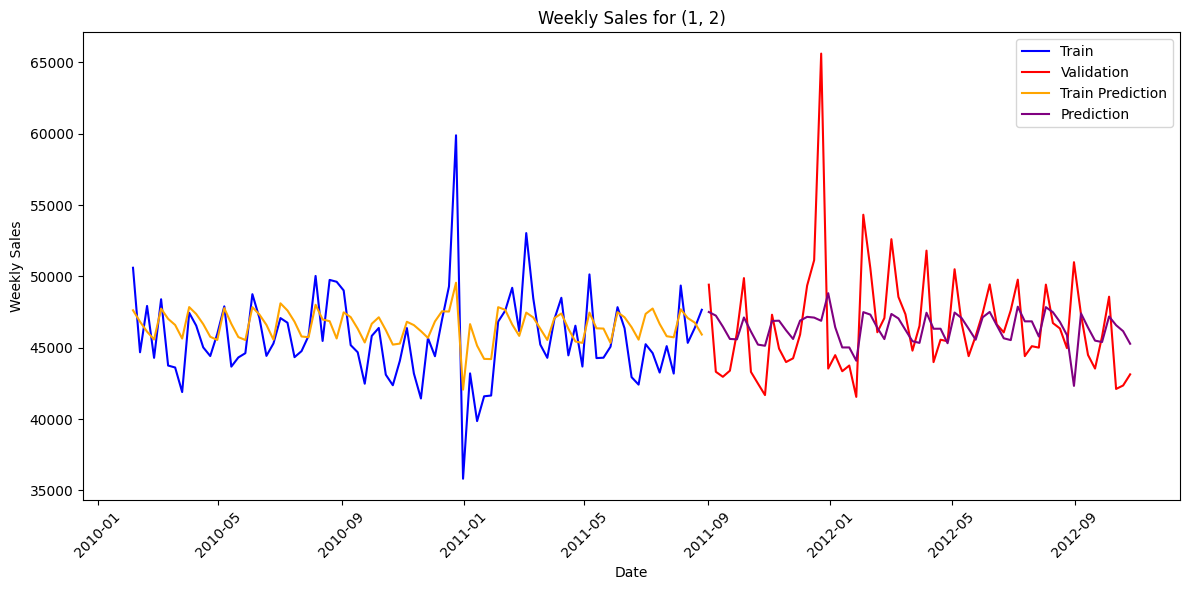 Weekly Sales for (1, 2)
Train
Validation
Train Prediction
Prediction
65000
60000
55000
50000
45000
40000
35000
Weekly Sales
2010-01
2010-05
2010-09
2011-01
2011-05
2011-09
2012-01
2012-05
2012-09
Date